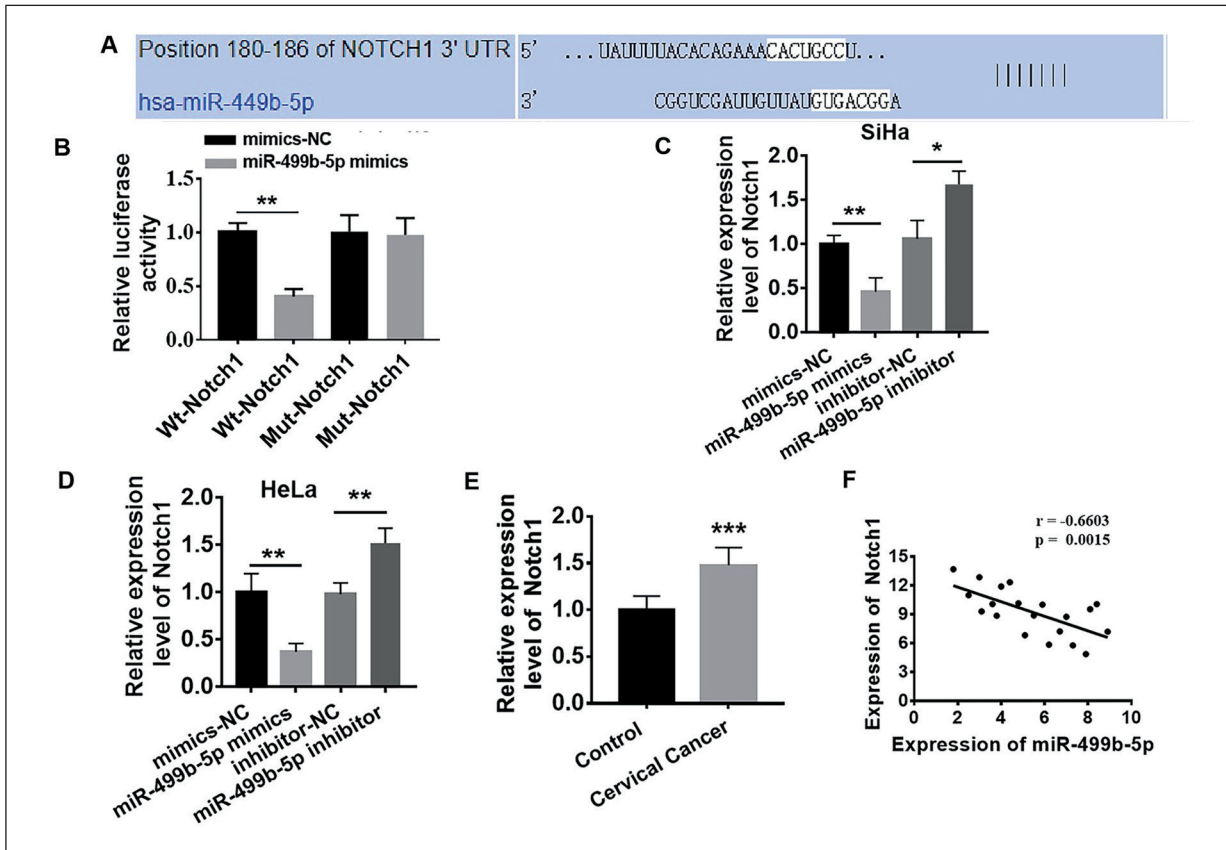 A
Position 180-186 of NOTCH1 3' UTR 5' ...UAUUUUACACAGAAACACUGCCU...
hsa-miR-449b-5p 3' CGGUCGAUUGUUAUGUGACGGA
B
mimics-NC
miR-499b-5p mimics
Relative luciferase
activity
1.5
1.0
0.5
0.0
**
Wt-Notch1
Wt-Notch1
Mut-Notch1
Mut-Notch1
C
SiHa
Relative expression
level of Notch1
2.0
1.5
1.0
0.5
0.0
**
*
mimics-NC
miR-499b-5p mimics
inhibitor-NC
miR-499b-5p inhibitor
D
HeLa
Relative expression
level of Notch1
2.0
1.5
1.0
0.5
0.0
**
**
mimics-NC
miR-499b-5p mimics
inhibitor-NC
miR-499b-5p inhibitor
E
Relative expression
level of Notch1
2.0
1.5
1.0
0.5
0.0
***
Control
Cervical Cancer
F
r = -0.6603
p = 0.0015
Expression of Notch1
15
12
9
6
3
0
0 2 4 6 8 10
Expression of miR-499b-5p